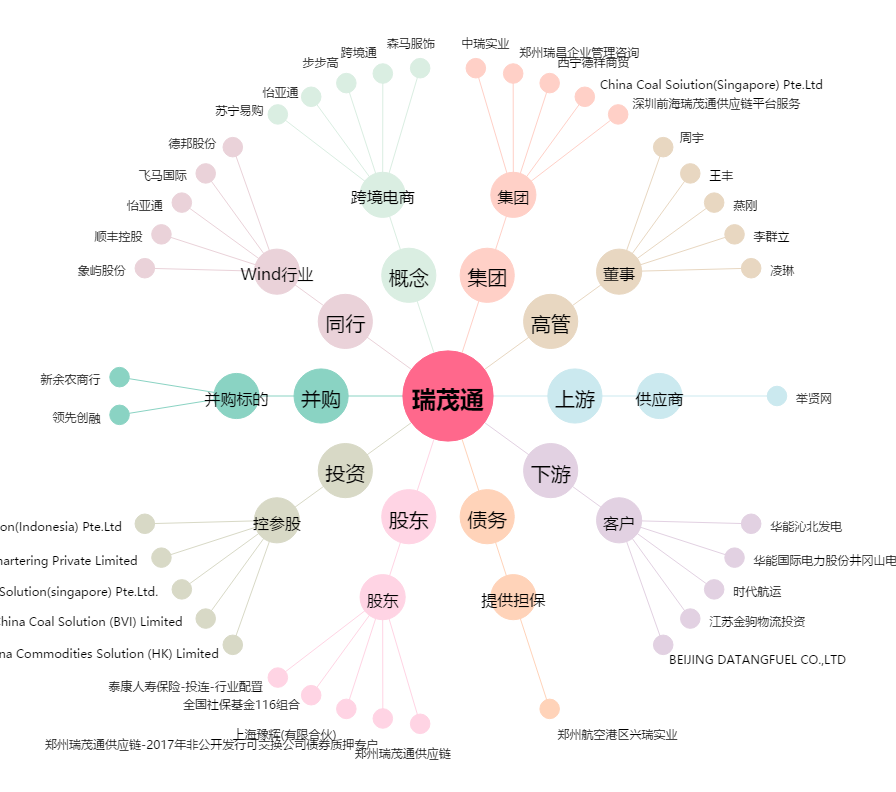 森马服饰
中瑞实业
跨境通
郑州瑞昌企业管理咨询
步步高
西宁德祥商贸
怡亚通
China Coal Soiution(Singapore) Pte.Ltd
苏宁易购
深圳前海瑞茂通供应链平台服务
德邦股份
周宇
飞马国际
王丰
跨境电商
集团
怡亚通
燕刚
顺丰控股
李群立
象屿股份
Wind行业
概念
集团
董事
凌琳
同行
高管
新余农商行
并购标的
并购
瑞茂通
上游
供应商
举贤网
领先创融
投资
下游
股东
债务
on(Indonesia) Pte.Ltd
控参股
客户
华能沁北发电
hartering Private Limited
华能国际电力股份井冈山电
Solution(singapore) Pte.Ltd.
股东
提供担保
时代航运
hina Coal Solution (BVI) Limited
江苏金驹物流投资
na Commodities Solution (HK) Limited
BEIJING DATANGFUEL CO.,LTD
泰康人寿保险-投连-行业配置
全国社保基金116组合
上海豫辉(有限合伙)
郑州瑞茂通供应链-2017年非公开发行可交换公司债券质押专户
郑州瑞茂通供应链
郑州航空港区兴瑞实业